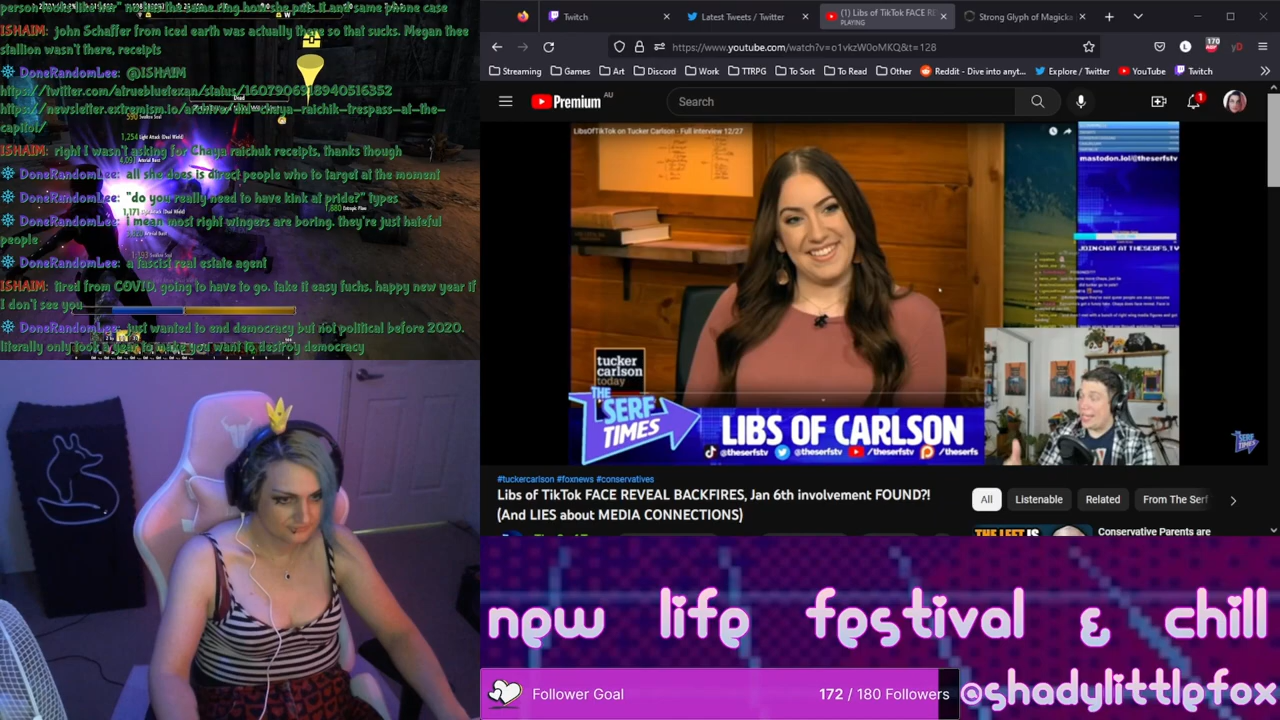 ISHAIM: john Schaffer from iced earth was actually there so that sucks. Megan thee
stallion wasn't there, receipts
DoneRandomLee: @ISHAIM
https://twitter.com/atruebluetexan/status/1607906918940516352
ISHAIM: right I wasn't asking for Chaya raichuk receipts, thanks though
DoneRandomLee: all she does is direct people who to target at the moment
DoneRandomLee: "do you really need to have kink at pride?" types
DoneRandomLee: i mean most right wingers are boring. they're just hateful
people
DoneRandomLee: a fascist real estate agent
ISHAIM: tired from COVID, going to have to go. take it easy fuchs, happy new year if
I don't see you
DoneRandomLee: just wanted to end democracy but not political before 2020.
literally only took a year to make you want to destroy democracy
Twitch
Latest Tweets / Twitter
(1) Libs of TikTok FACE RE
PLAYING
Strong Glyph of Magicka
https://www.youtube.com/watch?v=o1vkzW0oMKQ&t=128
170
Streaming
Games
Art
Discord
Work
TTRPG
To Sort
To Read
Other
Reddit - Dive into anyt...
Explore / Twitter
YouTube
Twitch
Premium AU
Search
1
LibsOfTikTok on Tucker Carlson - Full Interview 12/27
mastodon.lol/@theserfstv
JOIN CHAT AT THESERFS.TV
tucker
carlson
today
THE
SERF
TIMES
LIBS OF CARLSON
@theserfstv
@theserfstv
/theserfstv
/theserfs
#tuckercarlson #foxnews #conservatives
Libs of TikTok FACE REVEAL BACKFIRES, Jan 6th involvement FOUND?!
(And LIES about MEDIA CONNECTIONS)
All
Listenable
Related
From The Serf
Conservative Parents are
new life festival & chill
Follower Goal
172 / 180 Followers
@shadylittlefox